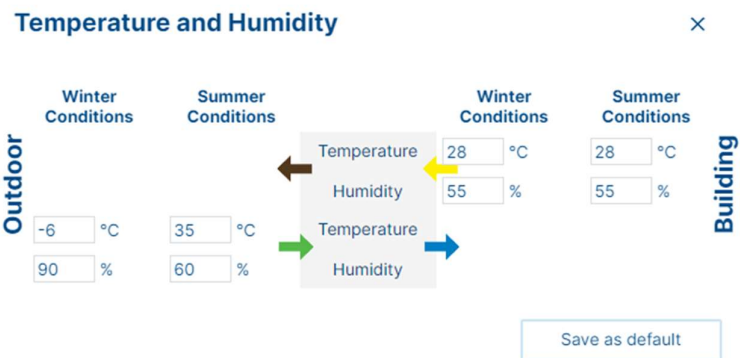 Temperature and Humidity ×
Winter Conditions Summer Conditions Winter Conditions Summer Conditions
Outdoor
Building
Temperature 28 °C 28 °C
Humidity 55 % 55 %
-6 °C 35 °C Temperature
90 % 60 % Humidity
Save as default